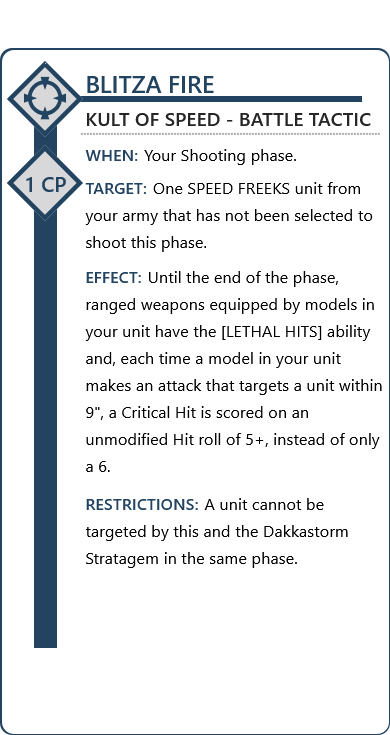 BLITZA FIRE
KULT OF SPEED - BATTLE TACTIC
1 CP
WHEN: Your Shooting phase.
TARGET: One SPEED FREEKS unit from
your army that has not been selected to
shoot this phase.
EFFECT: Until the end of the phase,
ranged weapons equipped by models in
your unit have the [LETHAL HITS] ability
and, each time a model in your unit
makes an attack that targets a unit within
9", a Critical Hit is scored on an
unmodified Hit roll of 5+, instead of only
a 6.
RESTRICTIONS: A unit cannot be
targeted by this and the Dakkastorm
Stratagem in the same phase.